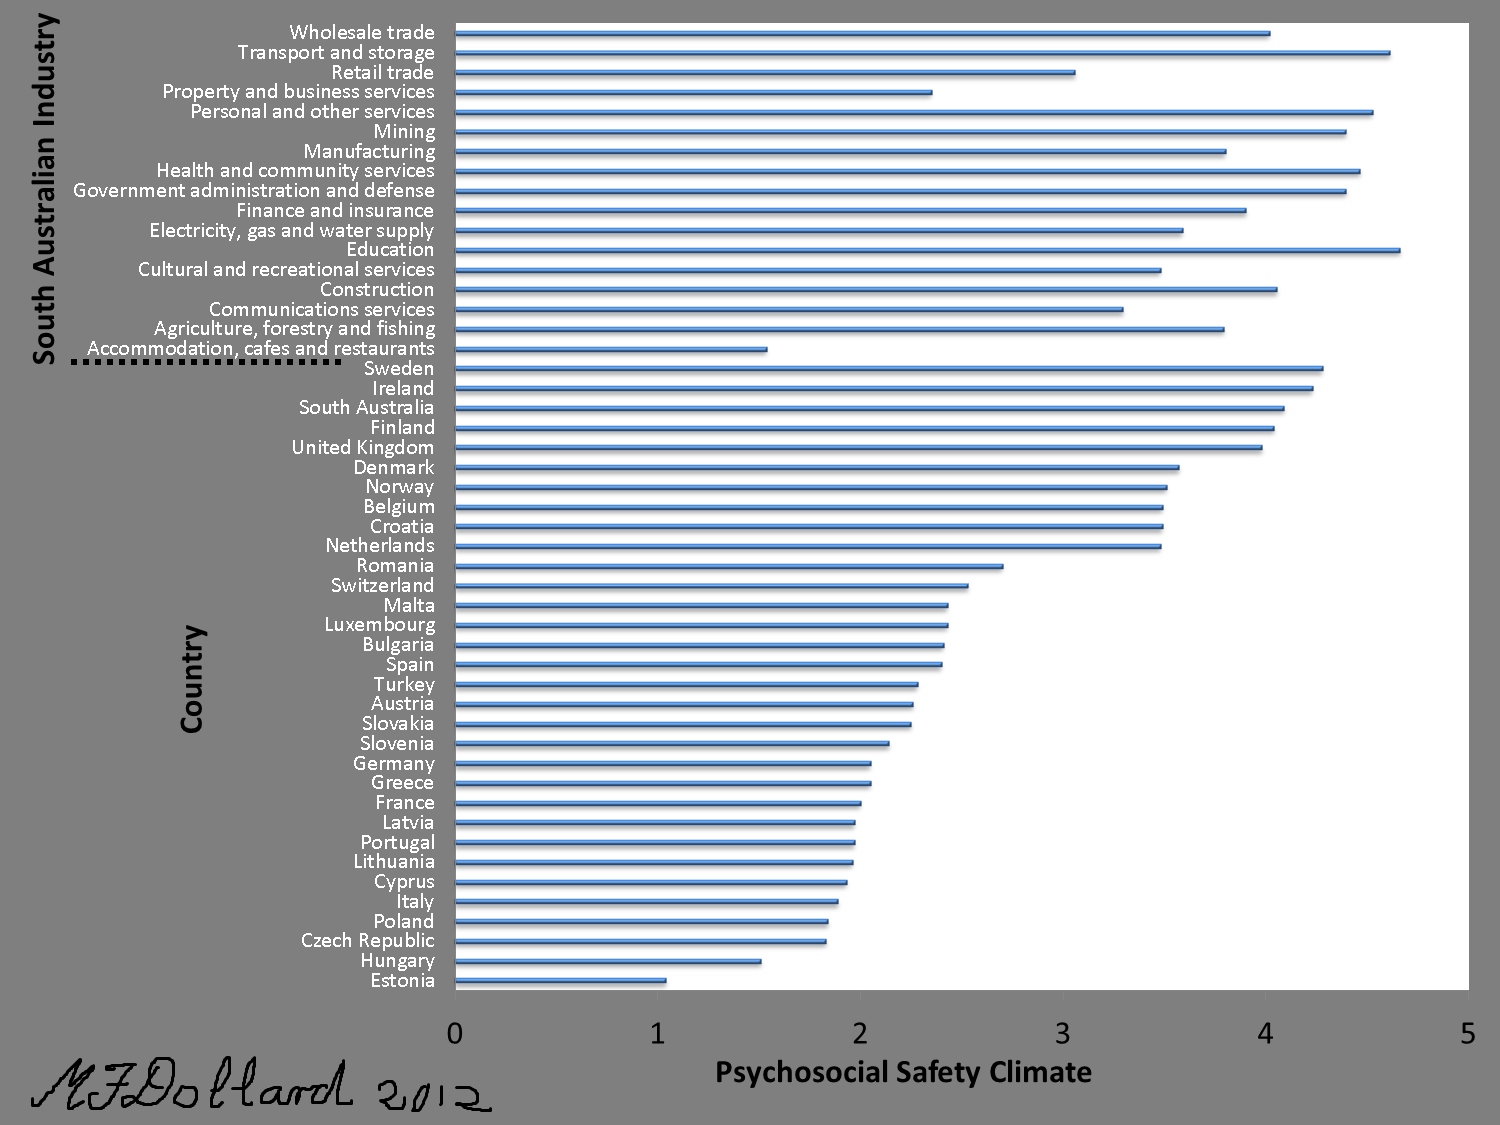 South Australian Industry
Wholesale trade
Transport and storage
Retail trade
Property and business services
Personal and other services
Mining
Manufacturing
Health and community services
Government administration and defense
Finance and insurance
Electricity, gas and water supply
Education
Cultural and recreational services
Construction
Communications services
Agriculture, forestry and fishing
Accommodation, cafes and restaurants
Country
Sweden
Ireland
South Australia
Finland
United Kingdom
Denmark
Norway
Belgium
Croatia
Netherlands
Romania
Switzerland
Malta
Luxembourg
Bulgaria
Spain
Turkey
Austria
Slovakia
Slovenia
Germany
Greece
France
Latvia
Portugal
Lithuania
Cyprus
Italy
Poland
Czech Republic
Hungary
Estonia
0 1 2 3 4 5
Psychosocial Safety Climate
MFDollard 2012